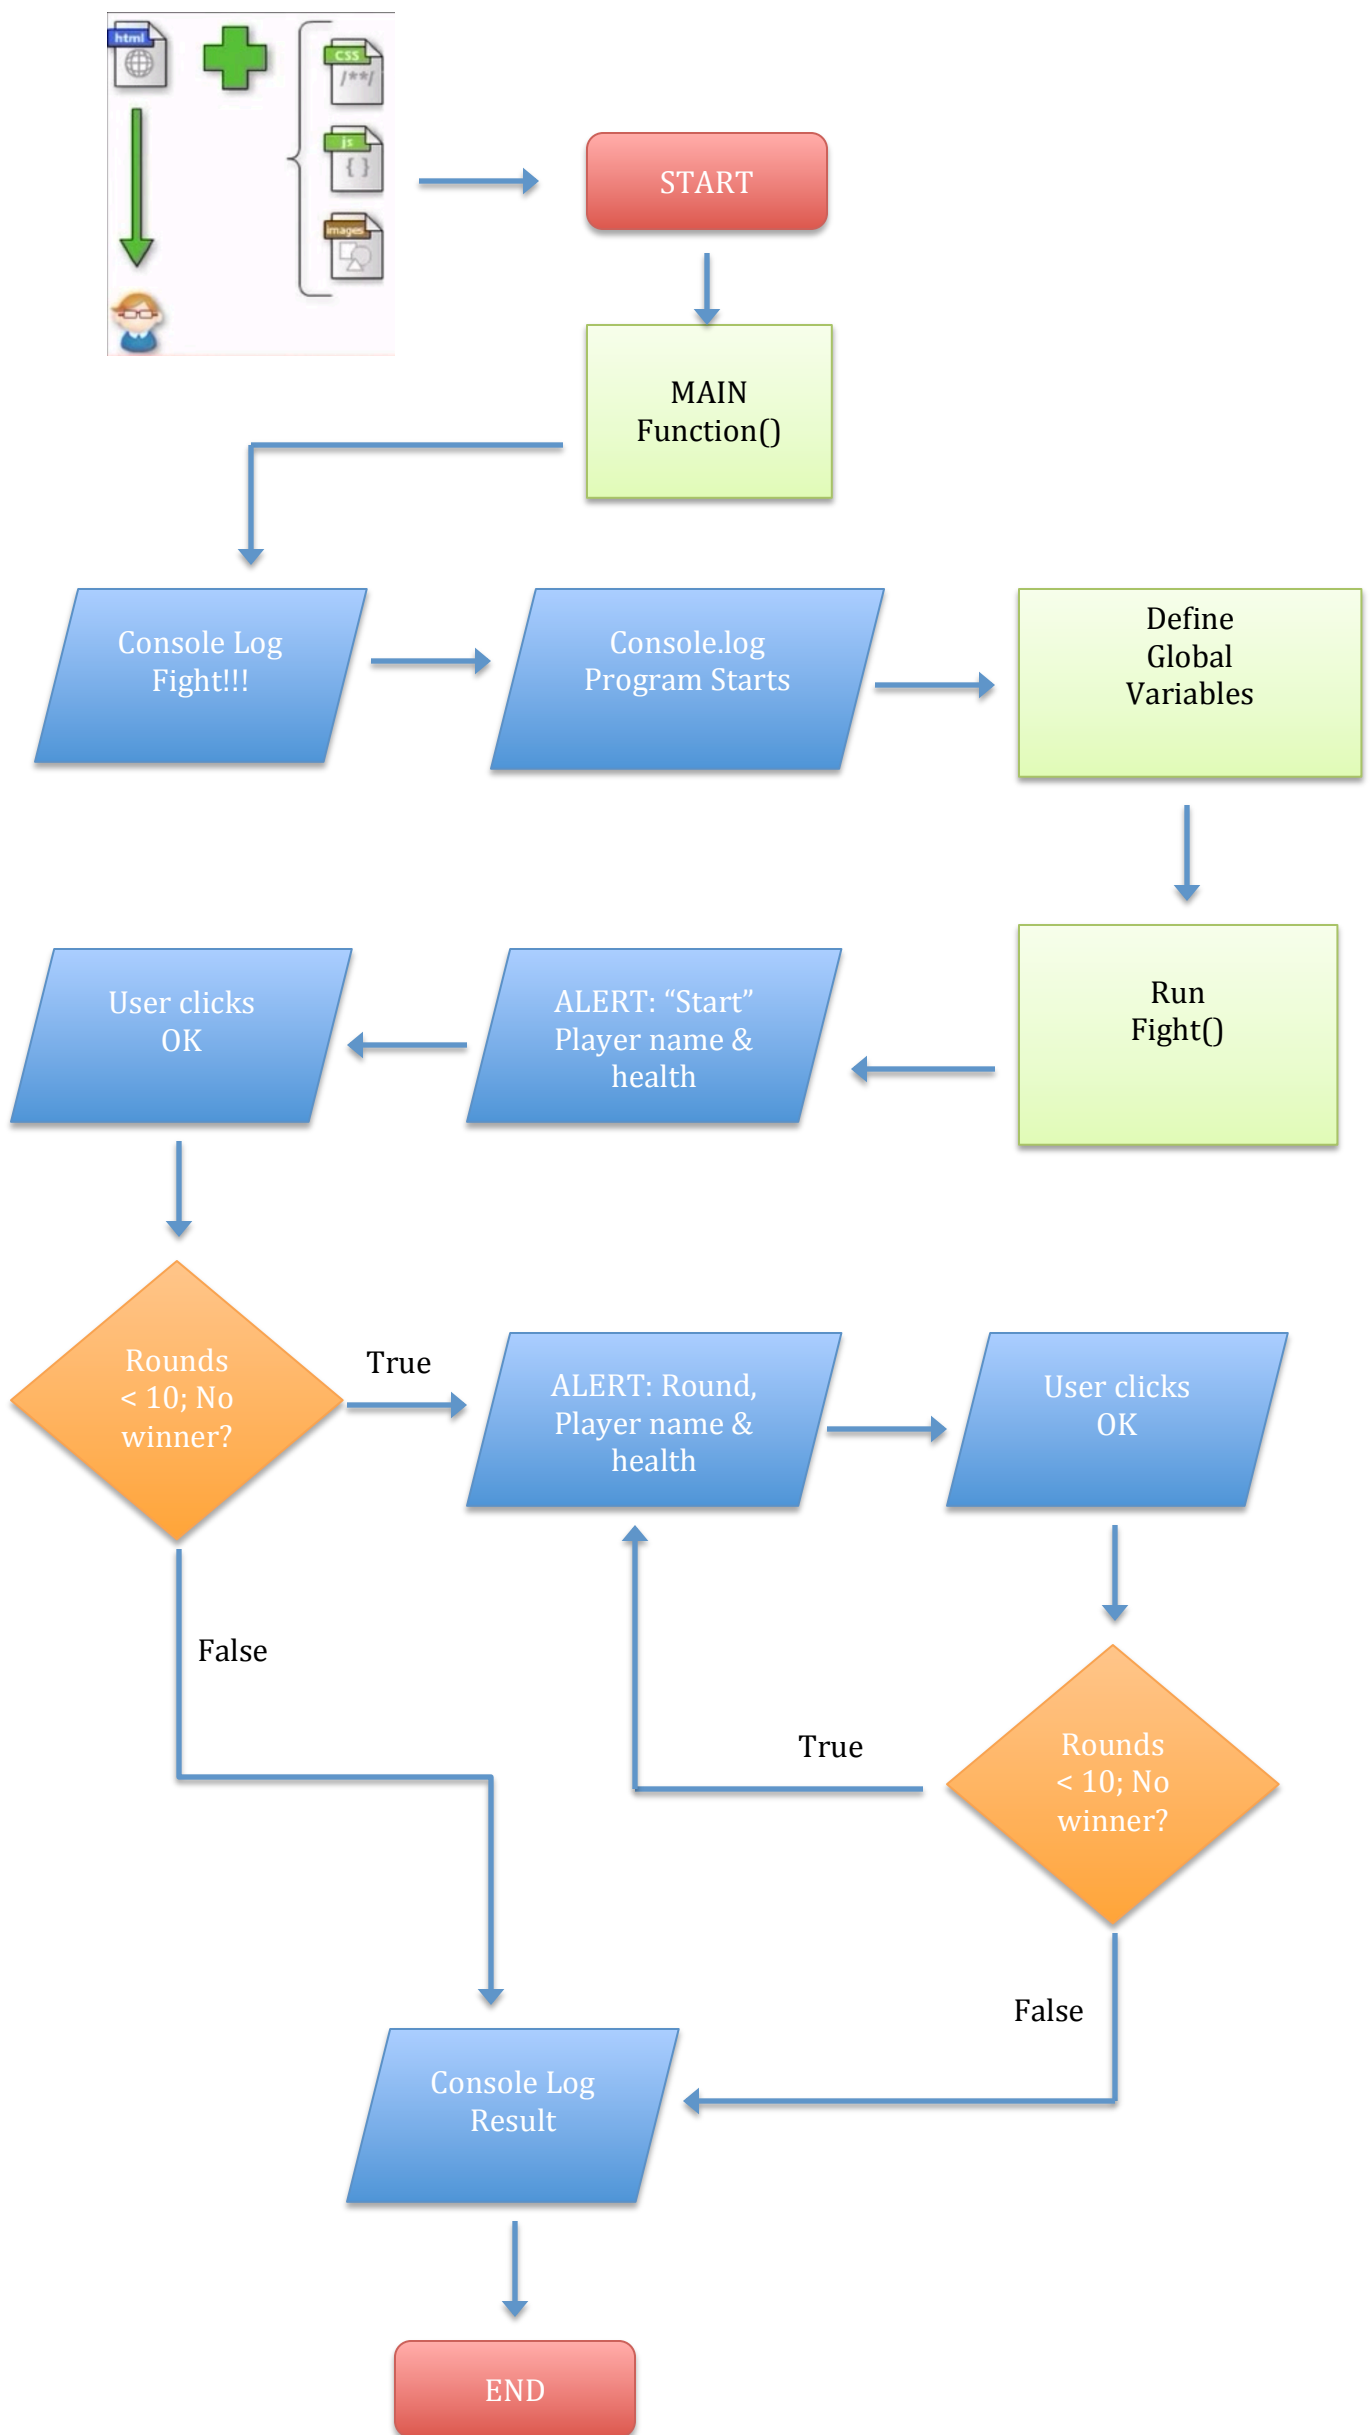 html
CSS
/**/
js
{ }
images
START
MAIN
Function()
Console Log
Fight!!!
Console.log
Program Starts
Define
Global
Variables
Run
Fight()
ALERT: “Start”
Player name &
health
User clicks
OK
Rounds
< 10; No
winner?
True
ALERT: Round,
Player name &
health
User clicks
OK
Rounds
< 10; No
winner?
True
False
False
Console Log
Result
END